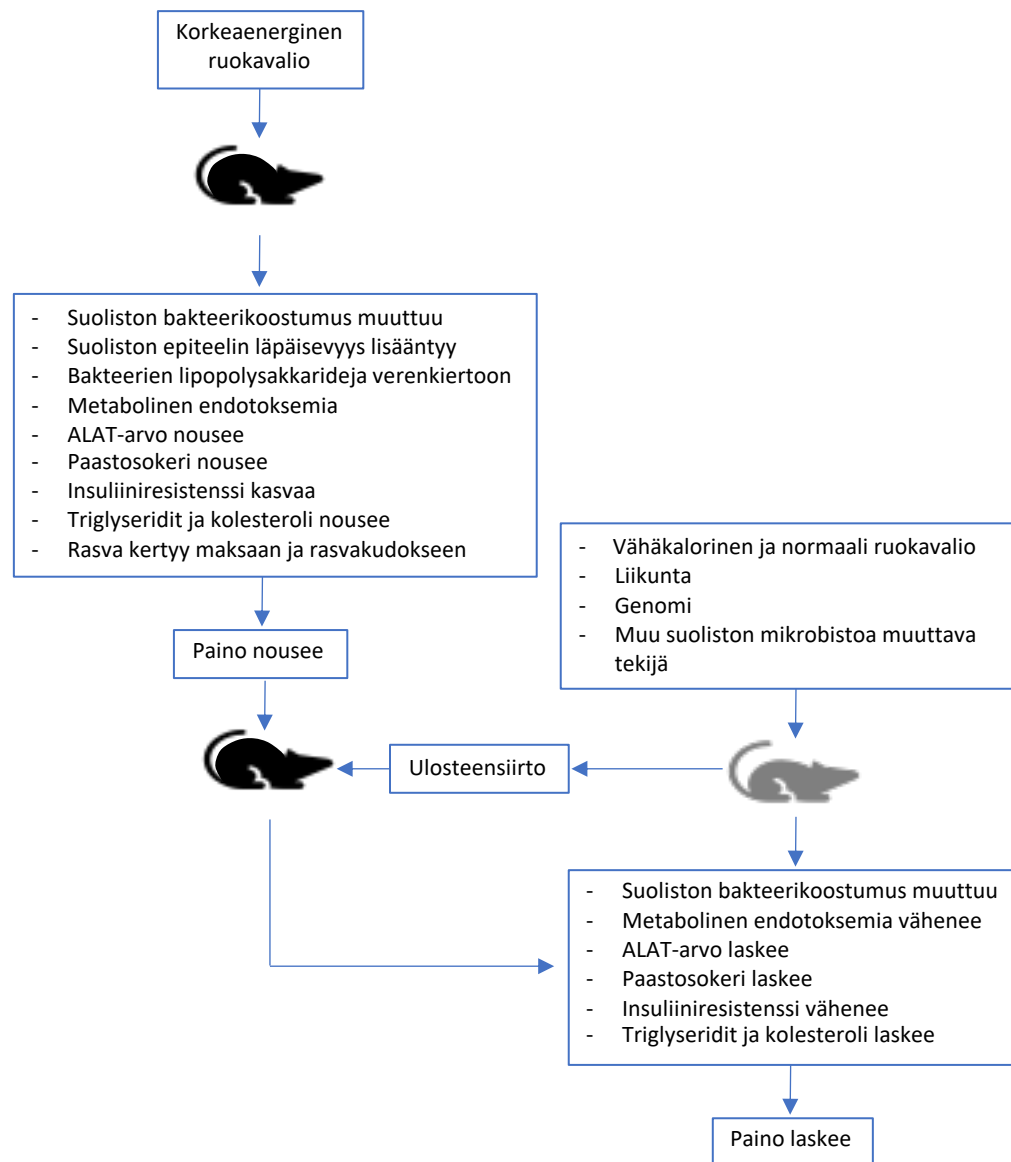 Korkeaenerginen
ruokavalio
- Suoliston bakteerikoostumus muuttuu
- Suoliston epiteelin läpäisevyys lisääntyy
- Bakteerien lipopolysakkarideja verenkiertoon
- Metabolinen endotoksemia
- ALAT-arvo nousee
- Paastosokeri nousee
- Insuliiniresistenssi kasvaa
- Triglyseridit ja kolesteroli nousee
- Rasva kertyy maksaan ja rasvakudokseen
- Vähäkalorinen ja normaali ruokavalio
- Liikunta
- Genomi
- Muu suoliston mikrobistoa muuttava
tekijä
Paino nousee
Ulosteensiirto
- Suoliston bakteerikoostumus muuttuu
- Metabolinen endotoksemia vähenee
- ALAT-arvo laskee
- Paastosokeri laskee
- Insuliiniresistenssi vähenee
- Triglyseridit ja kolesteroli laskee
Paino laskee